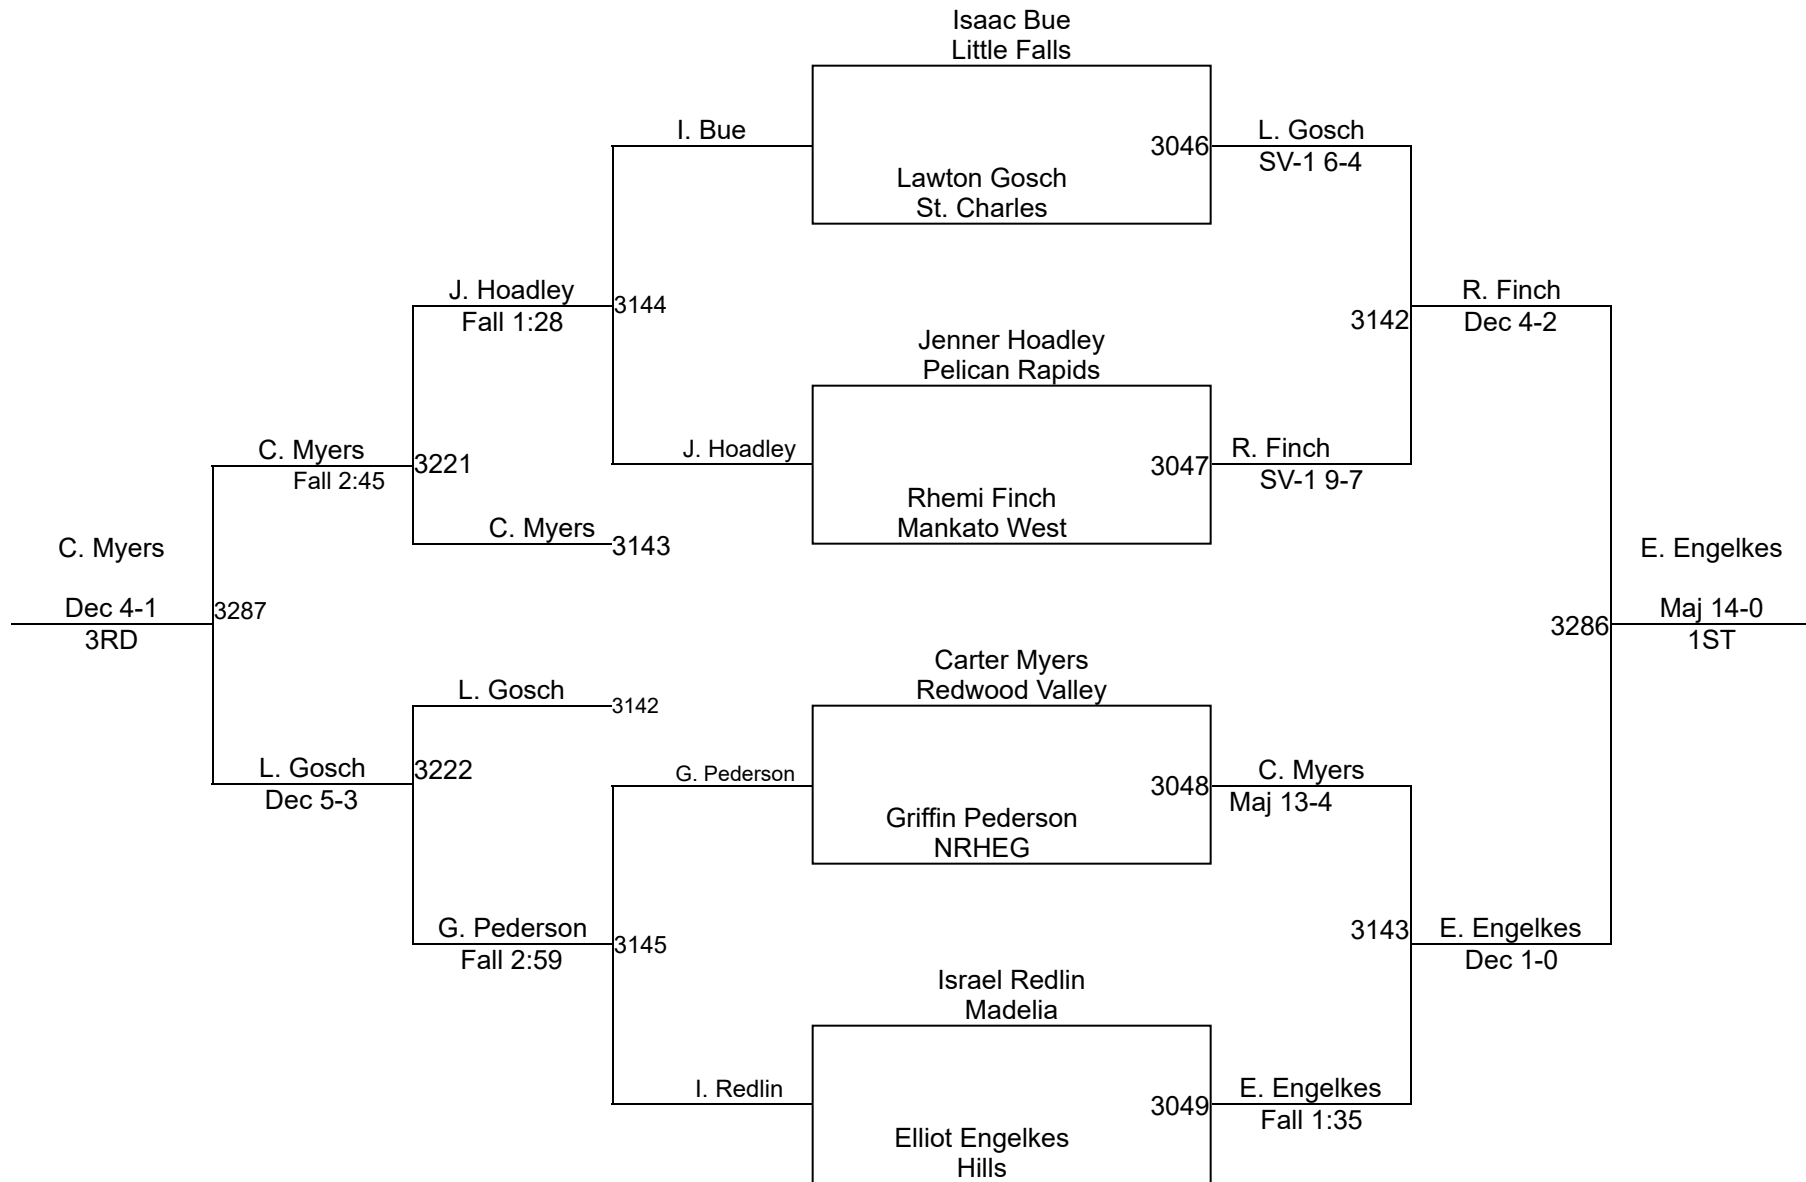 Isaac Bue
Little Falls
I. Bue
3046
L. Gosch
SV-1 6-4
Lawton Gosch
St. Charles
J. Hoadley
Fall 1:28
3144
R. Finch
Dec 4-2
3142
Jenner Hoadley
Pelican Rapids
C. Myers
Fall 2:45
3221
J. Hoadley
3047
R. Finch
SV-1 9-7
Rhemi Finch
Mankato West
C. Myers
3143
C. Myers
Dec 4-1
3RD
3287
E. Engelkes
Maj 14-0
1ST
3286
Carter Myers
Redwood Valley
L. Gosch
3142
L. Gosch
Dec 5-3
3222
G. Pederson
3048
C. Myers
Maj 13-4
Griffin Pederson
NRHEG
G. Pederson
Fall 2:59
3145
3143
E. Engelkes
Dec 1-0
Israel Redlin
Madelia
I. Redlin
3049
E. Engelkes
Fall 1:35
Elliot Engelkes
Hills